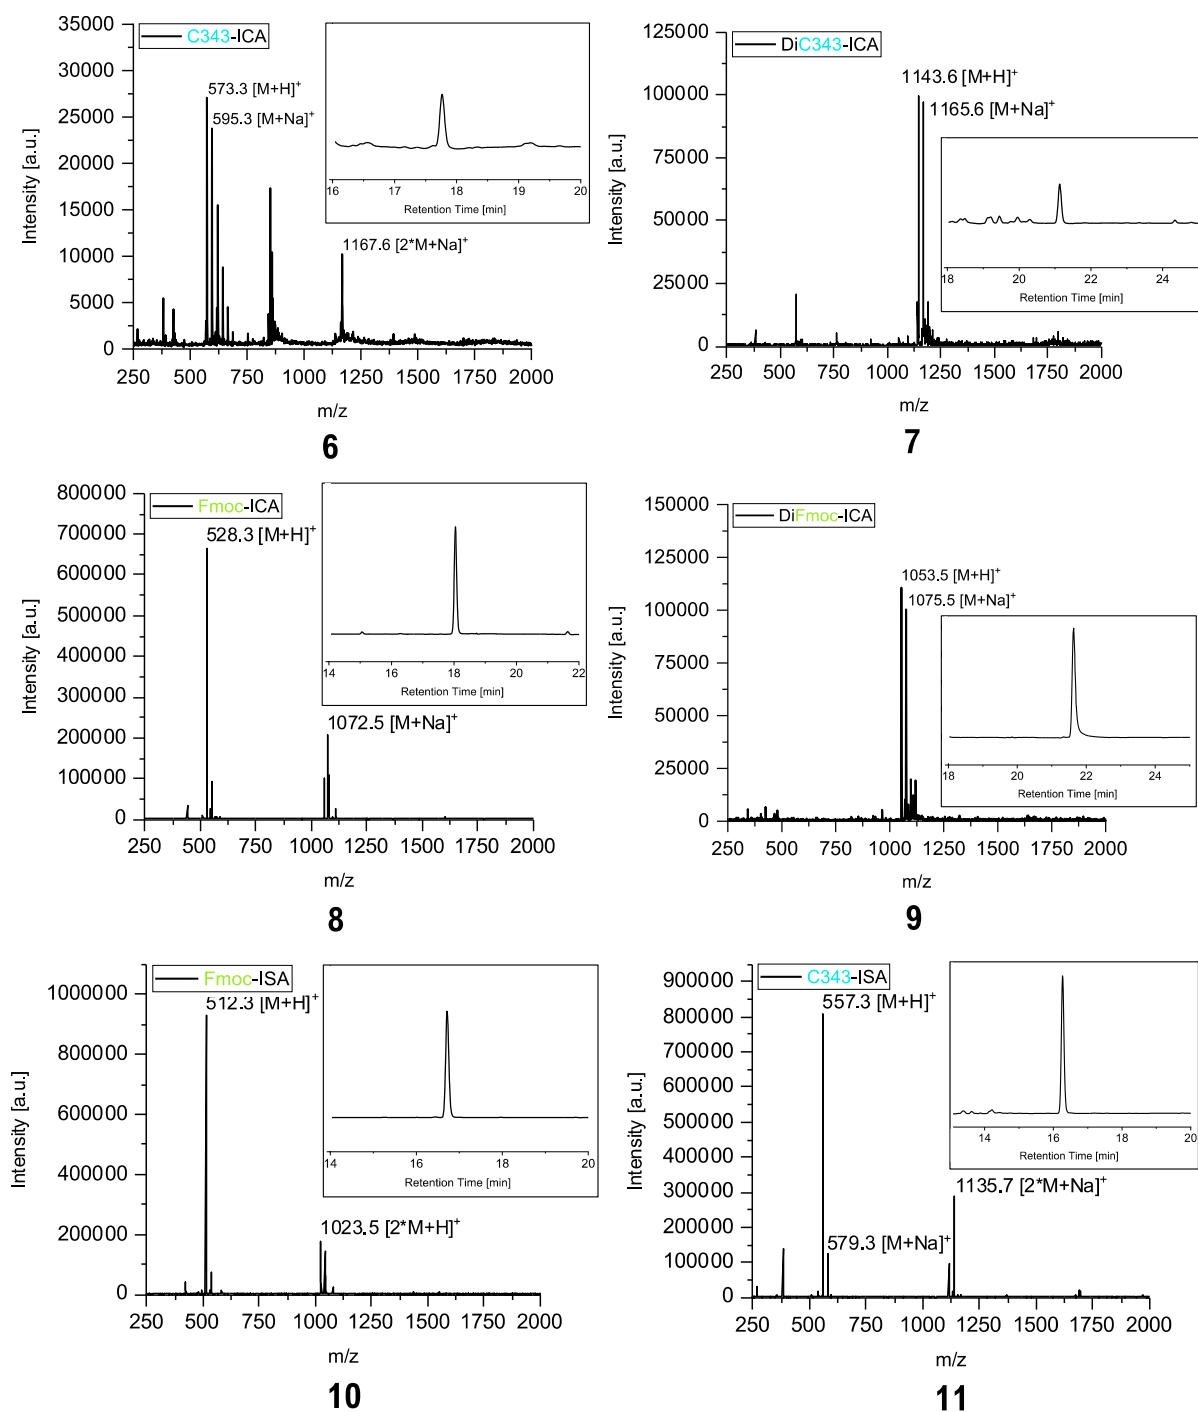 C343-ICA
Intensity [a.u.]
35000
30000
25000
20000
15000
10000
5000
0
573.3 [M+H]+
595.3 [M+Na]+
1167.6 [2*M+Na]+
16 17 18 19 20
Retention Time [min]
250 500 750 1000 1250 1500 1750 2000
m/z
6
DiC343-ICA
Intensity [a.u.]
125000
100000
75000
50000
25000
0
1143.6 [M+H]+
1165.6 [M+Na]+
18 20 22 24
Retention Time [min]
250 500 750 1000 1250 1500 1750 2000
m/z
7
Fmoc-ICA
Intensity [a.u.]
800000
700000
600000
500000
400000
300000
200000
100000
0
528.3 [M+H]+
1072.5 [M+Na]+
14 16 18 20 22
Retention Time [min]
250 500 750 1000 1250 1500 1750 2000
m/z
8
DiFmoc-ICA
Intensity [a.u.]
150000
125000
100000
75000
50000
25000
0
1053.5 [M+H]+
1075.5 [M+Na]+
18 20 22 24
Retention Time [min]
250 500 750 1000 1250 1500 1750 2000
m/z
9
Fmoc-ISA
Intensity [a.u.]
1000000
800000
600000
400000
200000
0
512.3 [M+H]+
1023.5 [2*M+H]+
14 16 18 20
Retention Time [min]
250 500 750 1000 1250 1500 1750 2000
m/z
10
C343-ISA
Intensity [a.u.]
900000
800000
700000
600000
500000
400000
300000
200000
100000
0
557.3 [M+H]+
579.3 [M+Na]+
1135.7 [2*M+Na]+
14 16 18 20
Retention Time [min]
250 500 750 1000 1250 1500 1750 2000
m/z
11